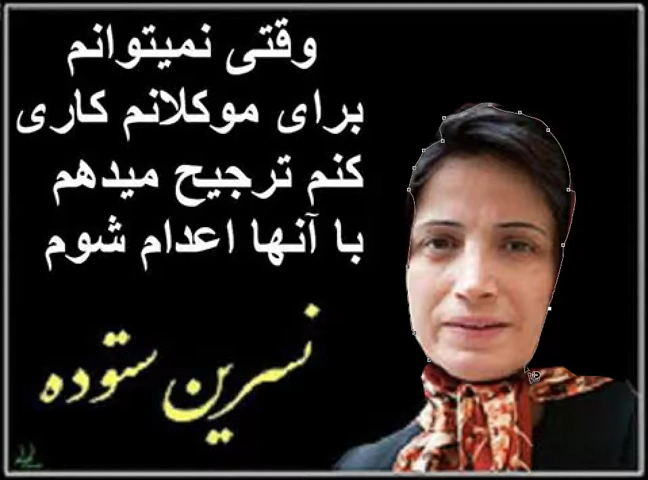 وقتی نمیتوانم
برای موکلانم کاری
کنم ترجیح میدهم
با آنها اعدام شوم
نسرین ستوده